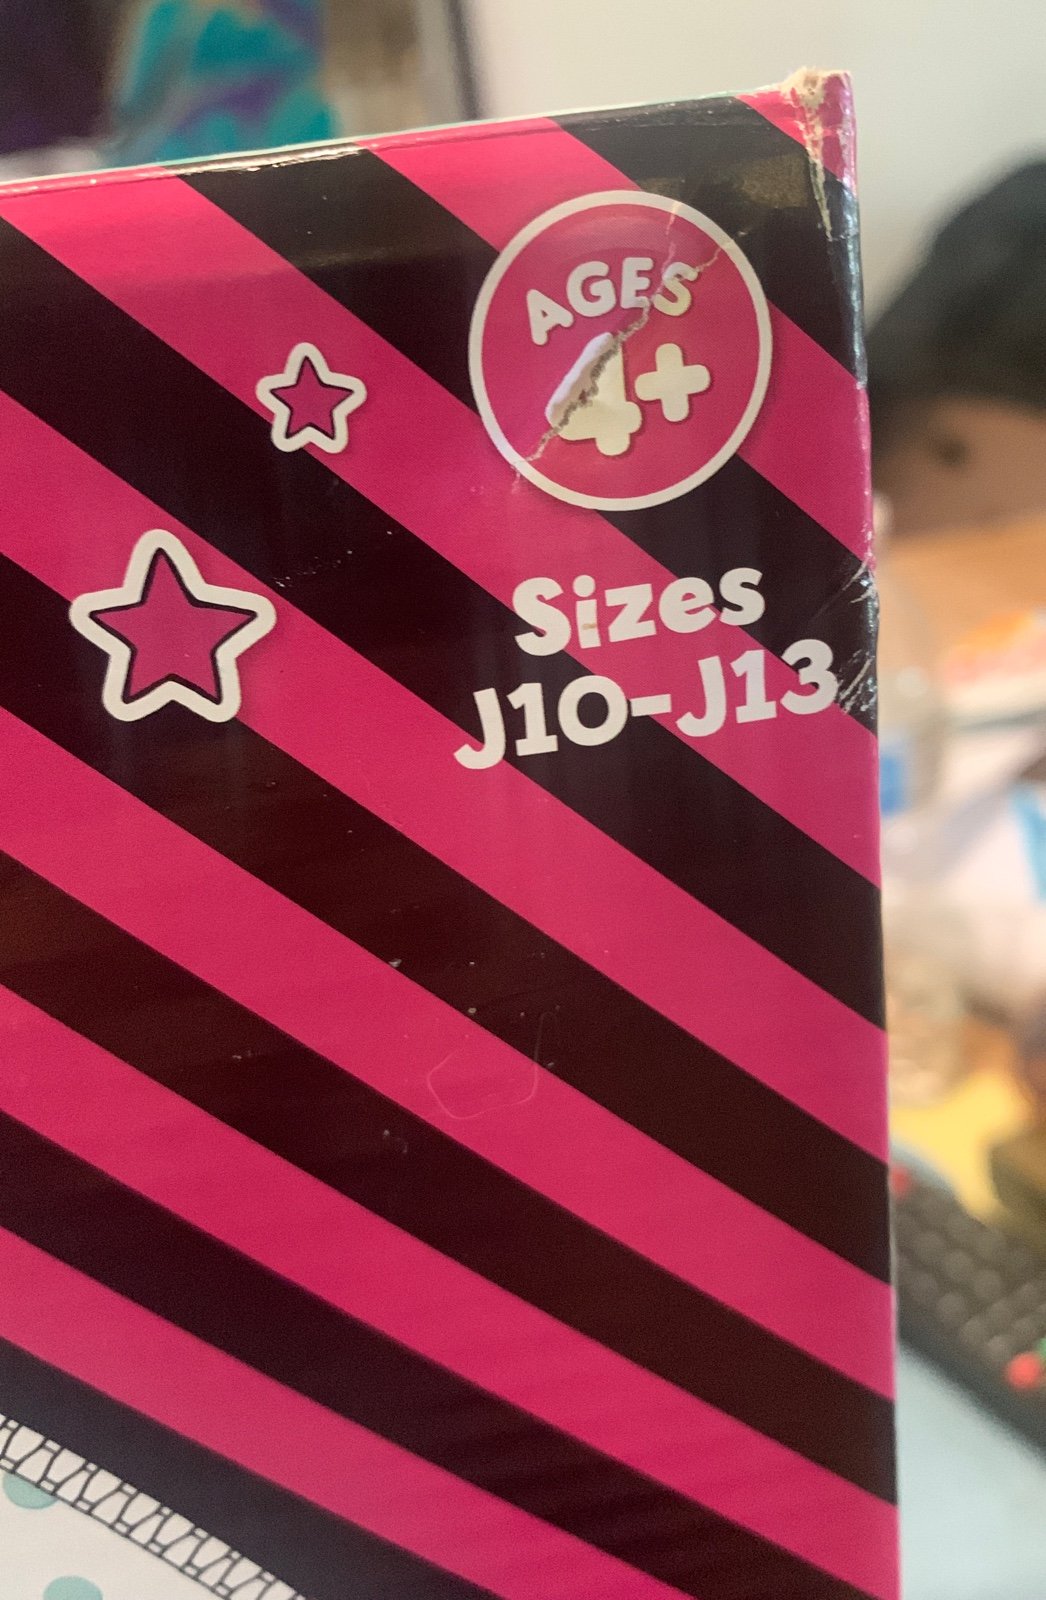 AGES
4+
Sizes
J10-J13